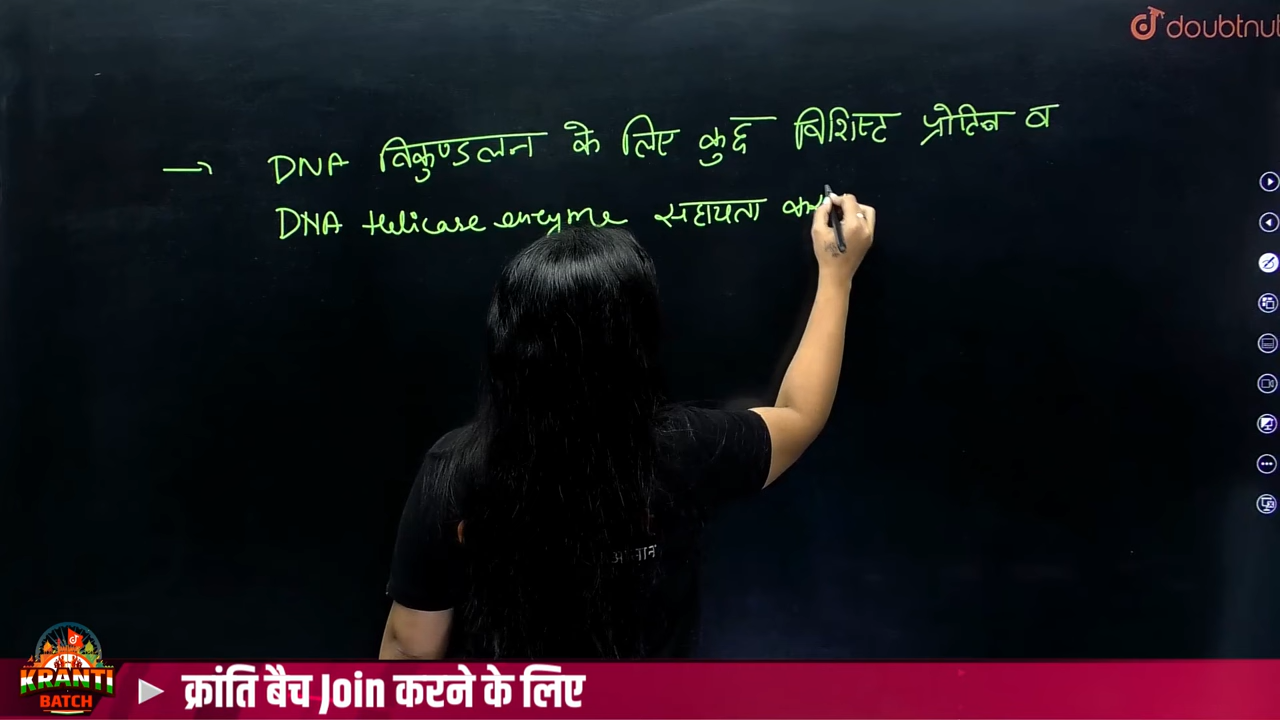 doubtnut
→ DNA विकुण्डलन के लिए कुछ विशिष्ट प्रोटिन व
DNA Helicase enzyme सहायता
KRANTI
BATCH
क्रांति बैच Join करने के लिए